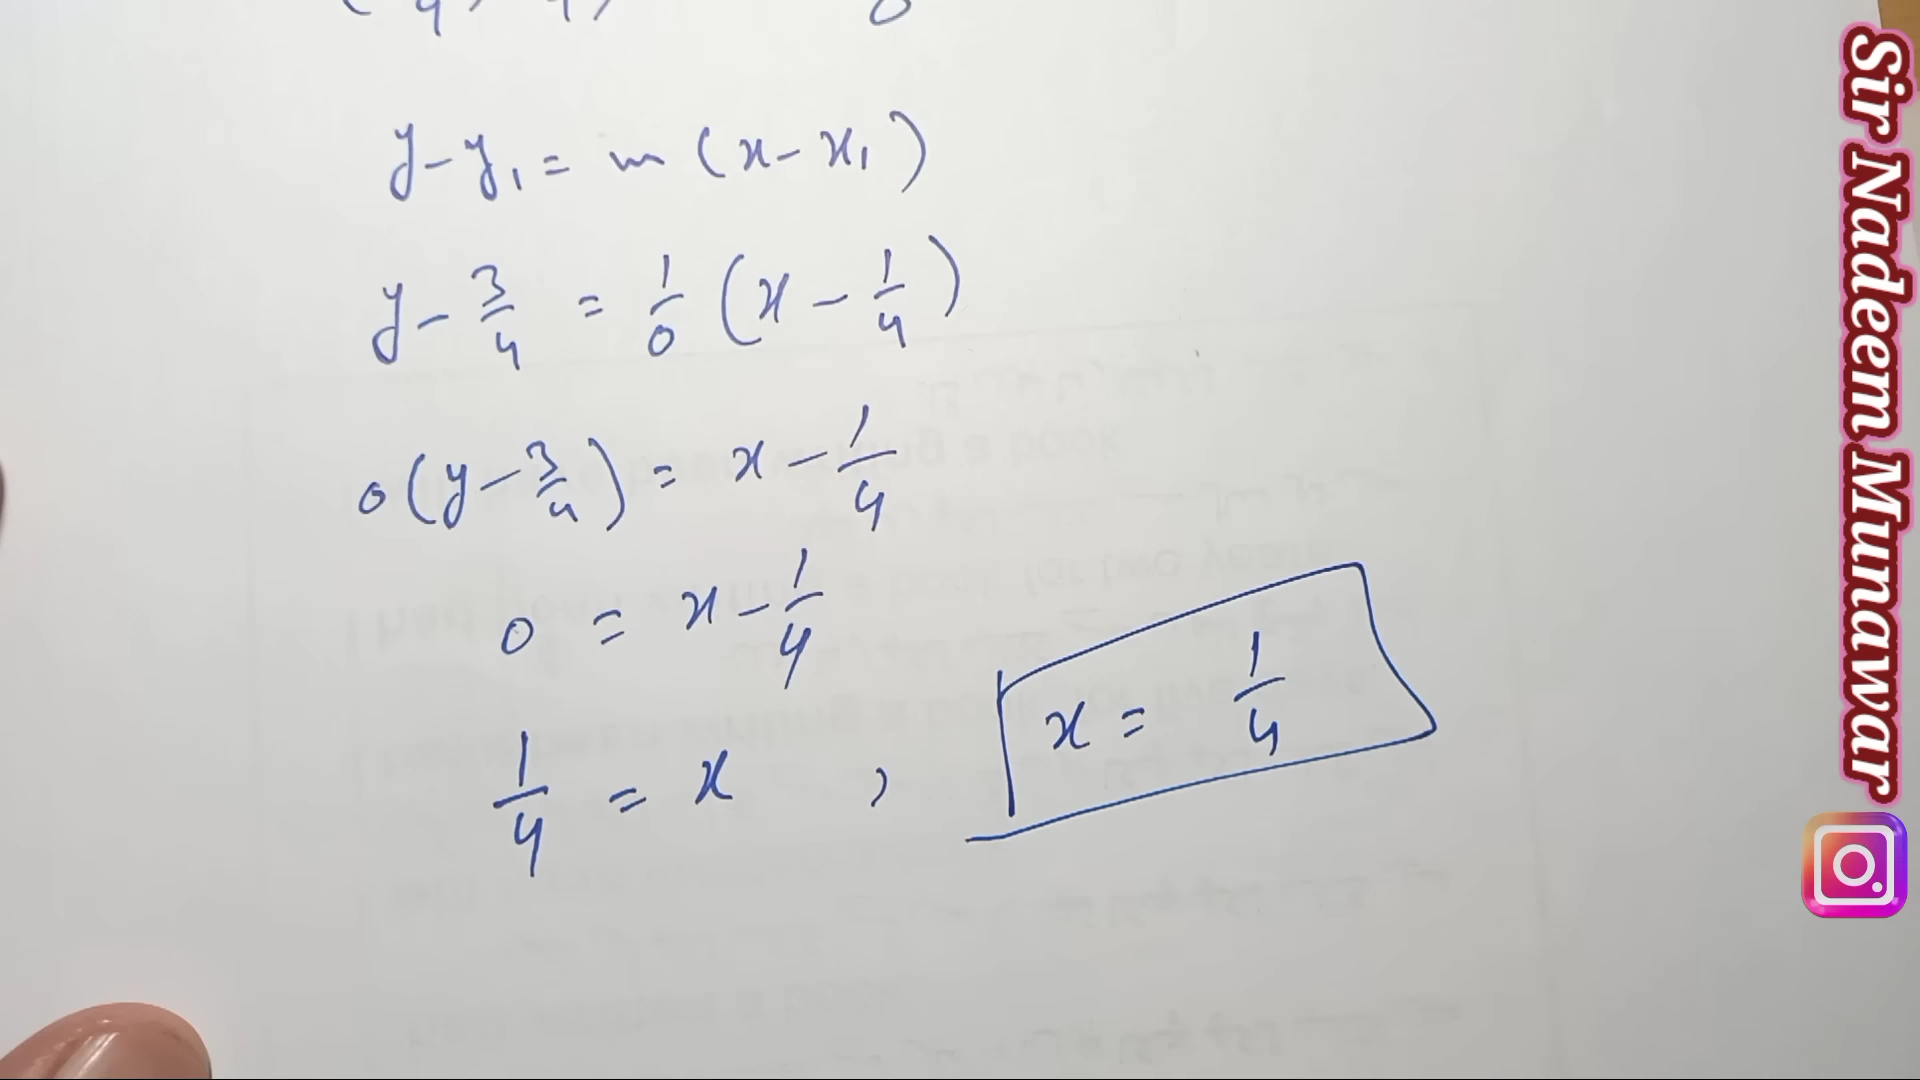 y - y₁ = m (x - x₁)
y - 3/4 = 1/0 (x - 1/4)
0(y - 3/4) = x - 1/4
0 = x - 1/4
1/4 = x , x = 1/4
Sir Nadeem Munawar